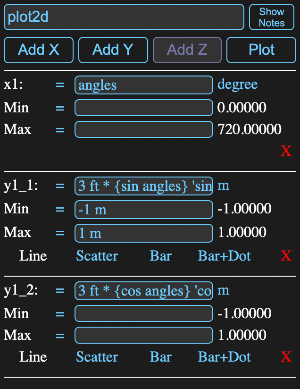 plot2d
Show Notes
Add X Add Y Add Z Plot
x1: = angles degree
Min = 0.00000
Max = 720.00000
X
y1_1: = 3 ft * {sin angles} 'sin m
Min = -1 m -1.00000
Max = 1 m 1.00000
Line Scatter Bar Bar+Dot X
y1_2: = 3 ft * {cos angles} 'co m
Min = -1.00000
Max = 1.00000
Line Scatter Bar Bar+Dot X